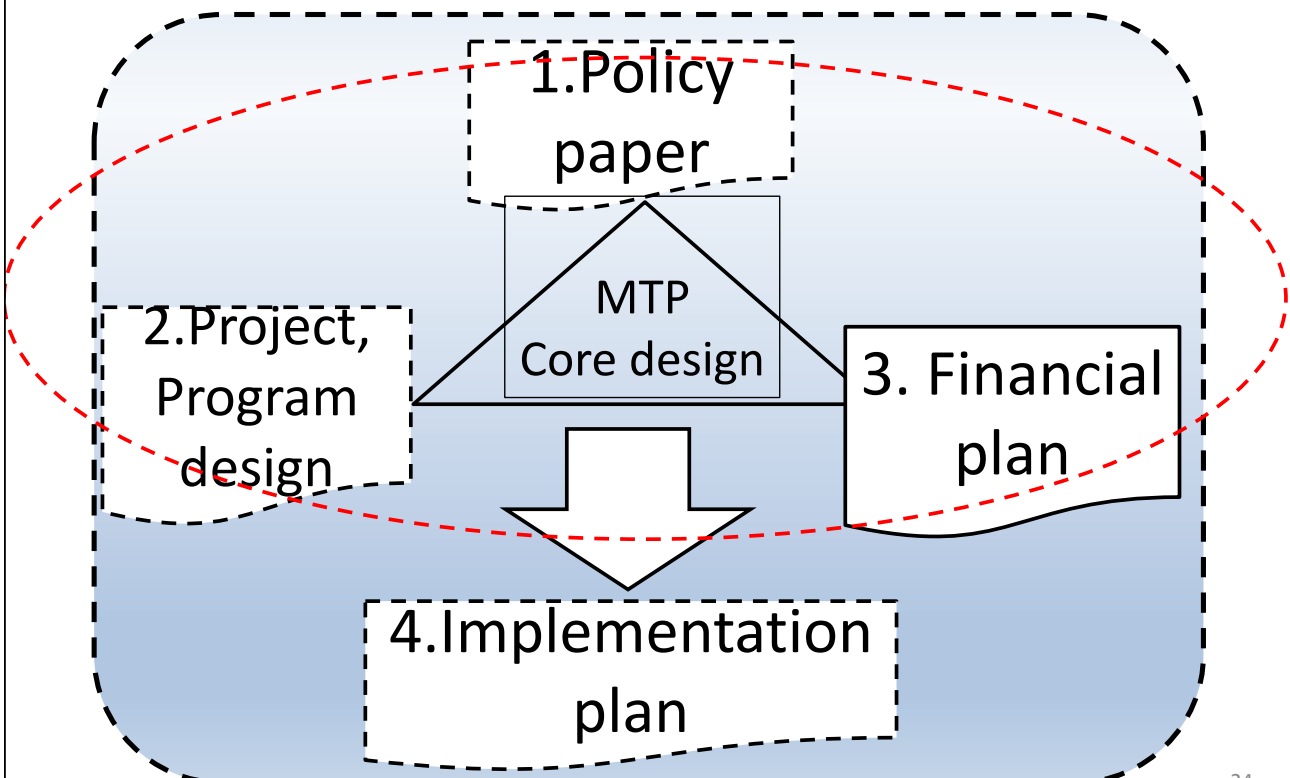 1.Policy
paper
MTP
Core design
2.Project,
Program
design
3. Financial
plan
4.Implementation
plan